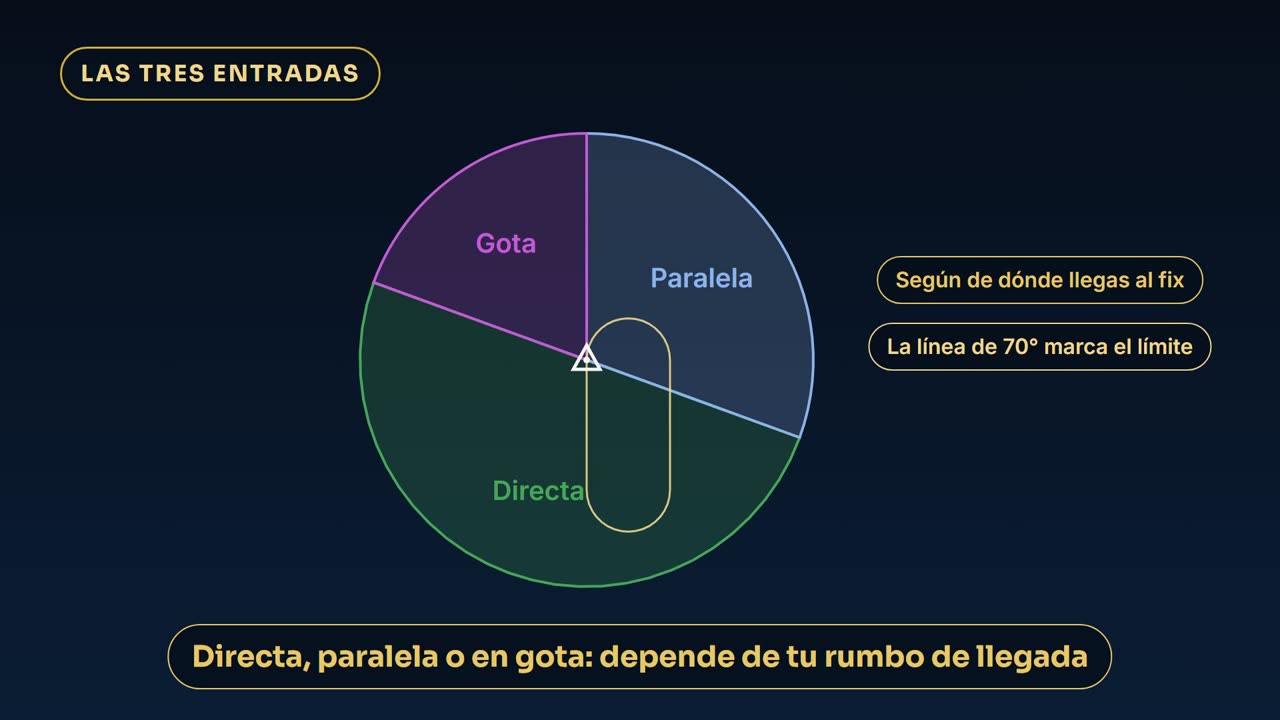 LAS TRES ENTRADAS
Gota
Paralela
Según de dónde llegas al fix
La línea de 70° marca el límite
Directa
Directa, paralela o en gota: depende de tu rumbo de llegada